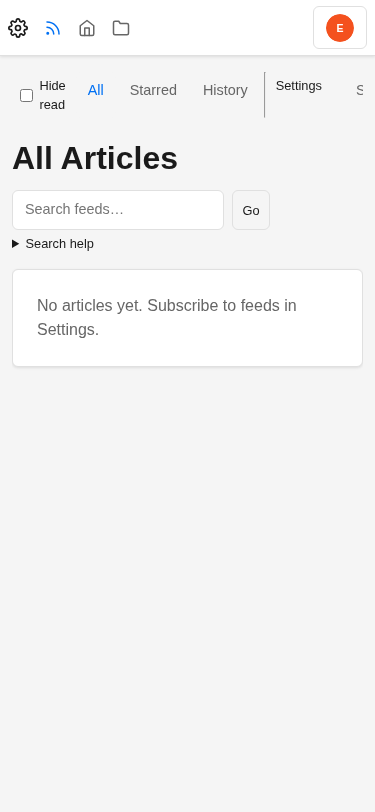 E
Hide read
All
Starred
History
Settings
S
All Articles
Search feeds…
Go
Search help
No articles yet. Subscribe to feeds in
Settings.